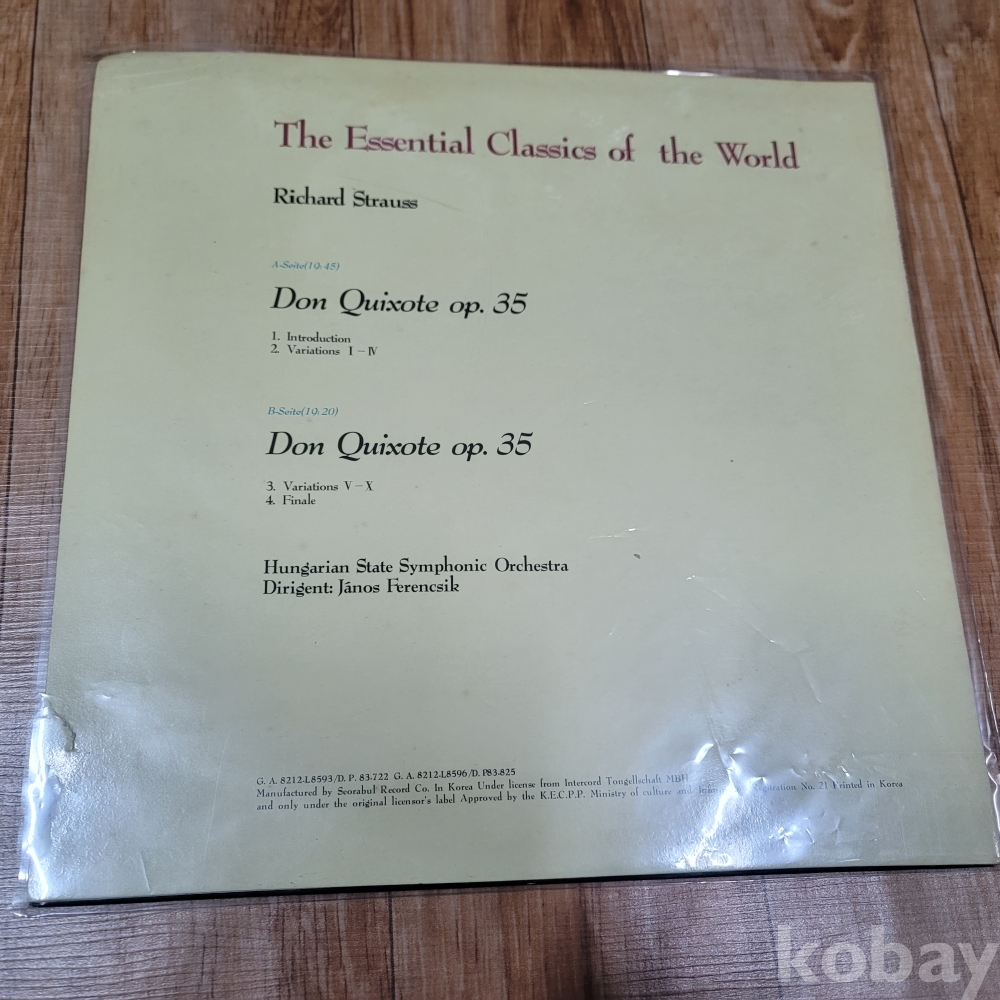 The Essential Classics of the World
Richard Strauss
A-Seite(19: 45)
Don Quixote op. 35
1. Introduction
2. Variations I – IV
B-Seite(19: 20)
Don Quixote op. 35
3. Variations V – X
4. Finale
Hungarian State Symphonic Orchestra
Dirigent: János Ferencsik
G. A. 8212-L8593/D. P. 83-722 G. A. 8212-L8596/D. P83-825
Manufactured by Seorabul Record Co. In Korea Under license from Intercord Tongellschaft MBH
and only under the original licensor's label Approved by the K.E.C.P.P. Ministry of culture and No. 21 Printed in Korea
kobay